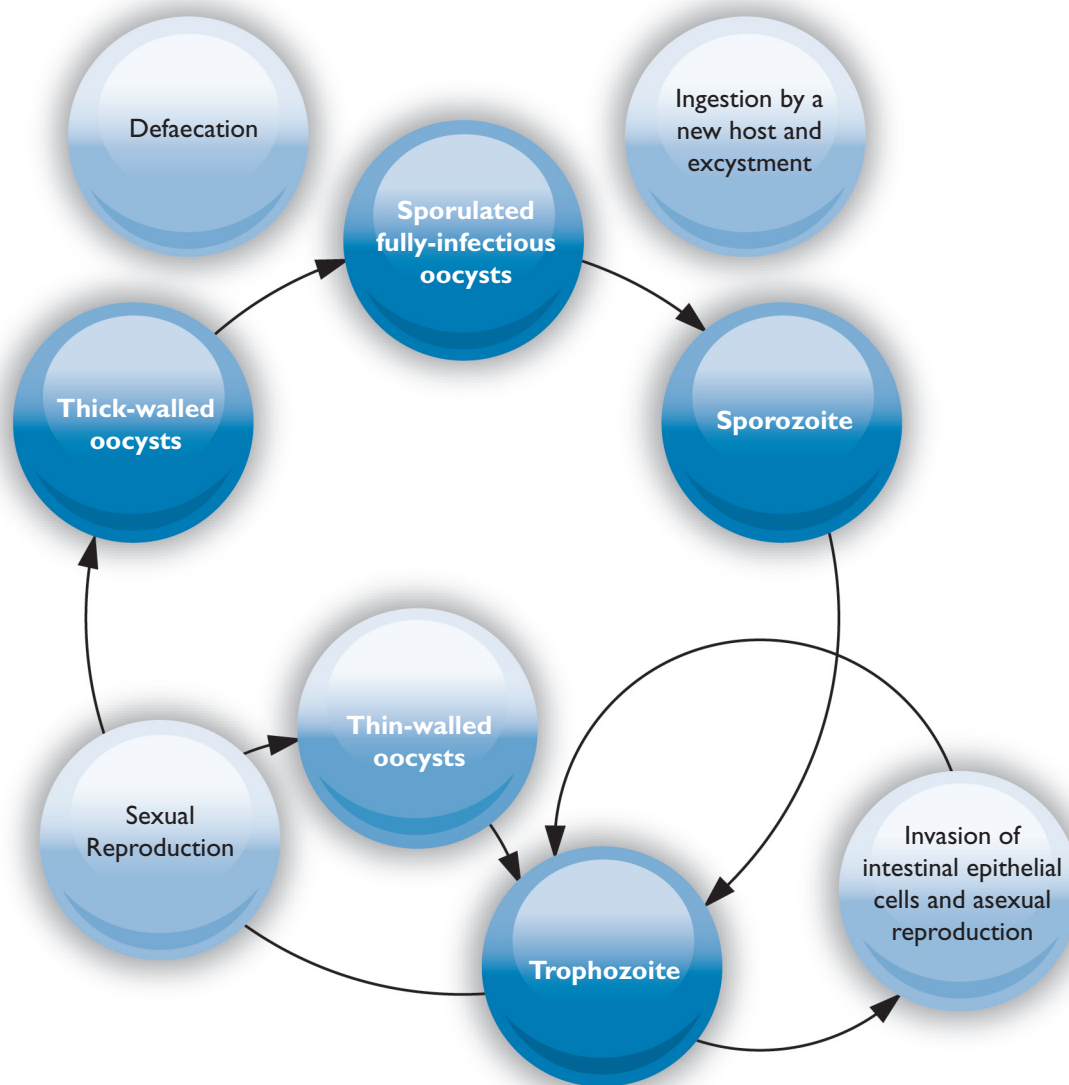 Defaecation
Ingestion by a
new host and
excystment
Sporulated
fully-infectious
oocysts
Thick-walled
oocysts
Sporozoite
Thin-walled
oocysts
Sexual
Reproduction
Invasion of
intestinal epithelial
cells and asexual
reproduction
Trophozoite